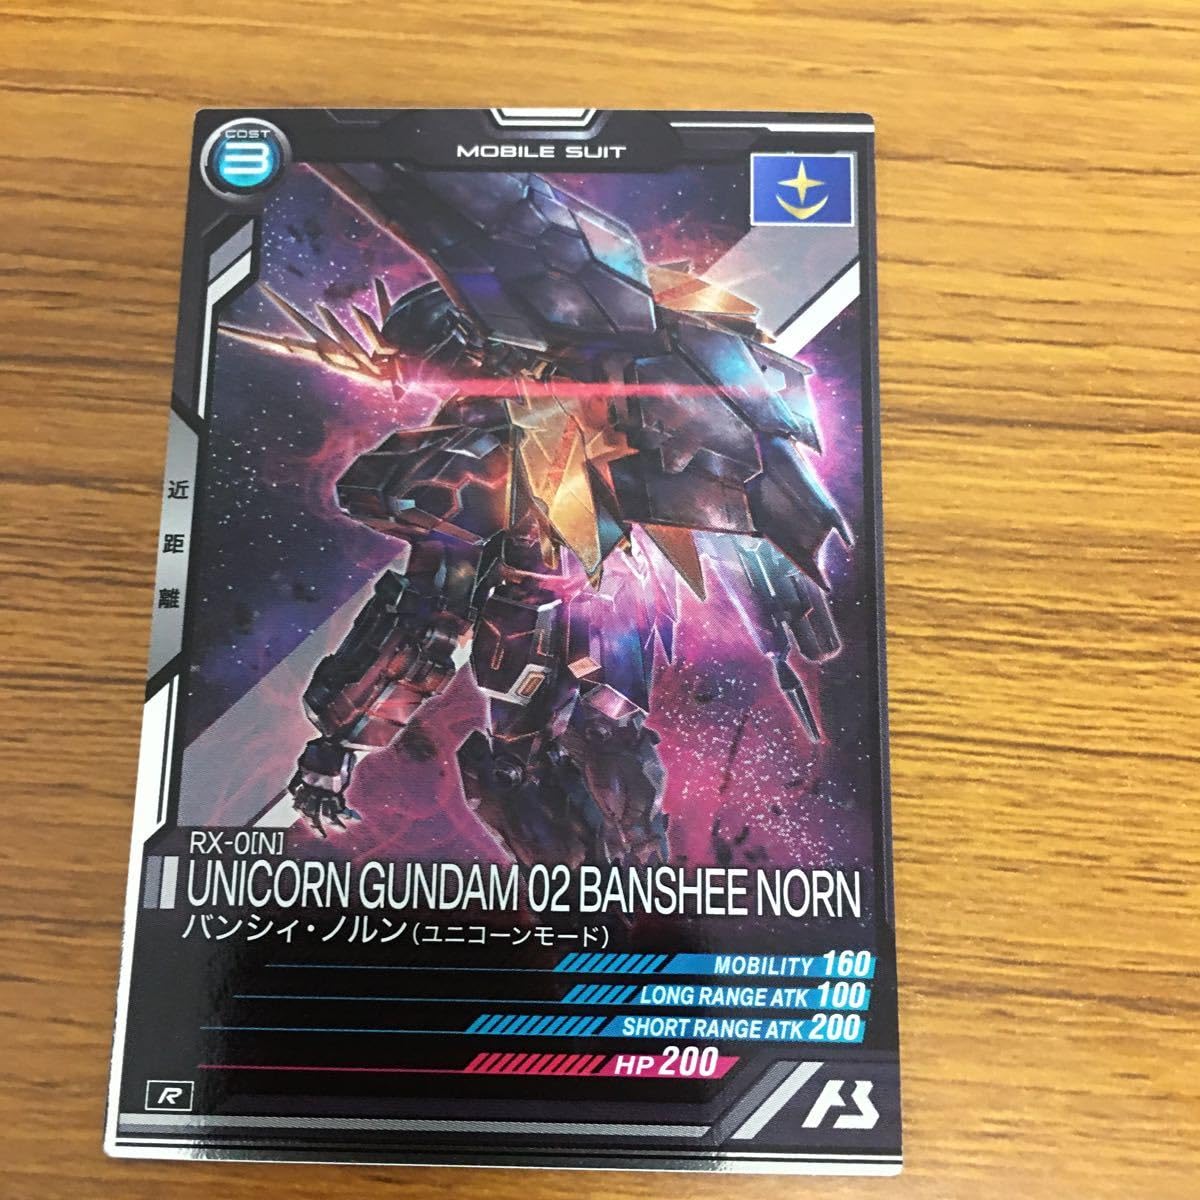 COST
3
MOBILE SUIT
近距離
RX-0[N]
UNICORN GUNDAM 02 BANSHEE NORN
バンシィ・ノルン(ユニコーンモード)
MOBILITY 160
LONG RANGE ATK 100
SHORT RANGE ATK 200
HP 200
R